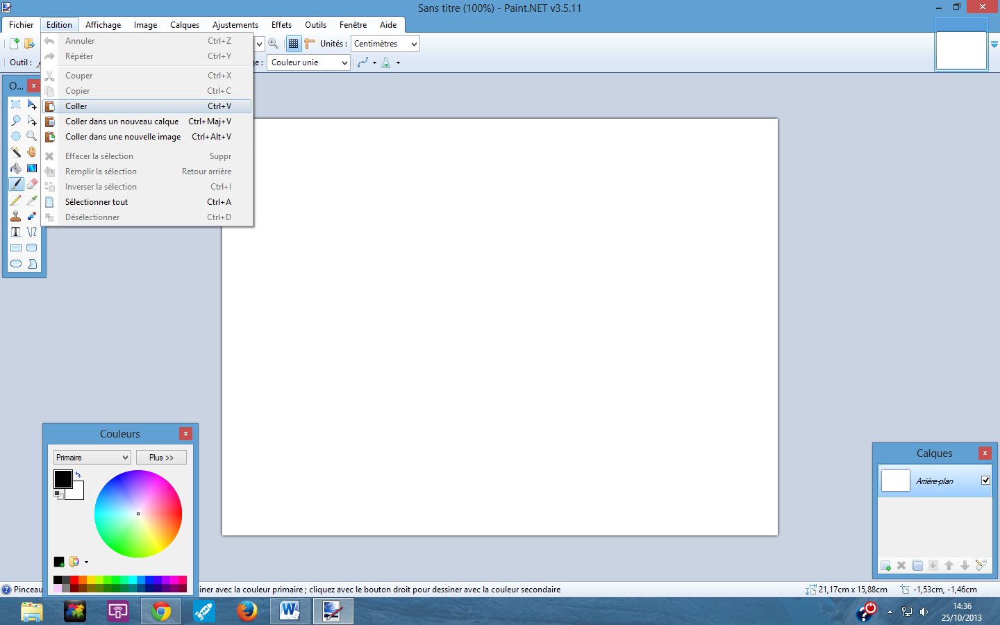 Sans titre (100%) - Paint.NET v3.5.11
Fichier Edition Affichage Image Calques Ajustements Effets Outils Fenêtre Aide
Annuler Ctrl+Z
Répéter Ctrl+Y
Couper Ctrl+X
Copier Ctrl+C
Coller Ctrl+V
Coller dans un nouveau calque Ctrl+Maj+V
Coller dans une nouvelle image Ctrl+Alt+V
Effacer la sélection Suppr
Remplir la sélection Retour arrière
Inverser la sélection Ctrl+I
Sélectionner tout Ctrl+A
Désélectionner Ctrl+D
Unités : Centimètres
Outil : e : Couleur unie
O...
Couleurs
Primaire Plus >>
Calques
Arrière-plan
Pinceau siner avec la couleur primaire ; cliquez avec le bouton droit pour dessiner avec la couleur secondaire 21,17cm x 15,88cm -1,53cm, -1,46cm
14:36
25/10/2013